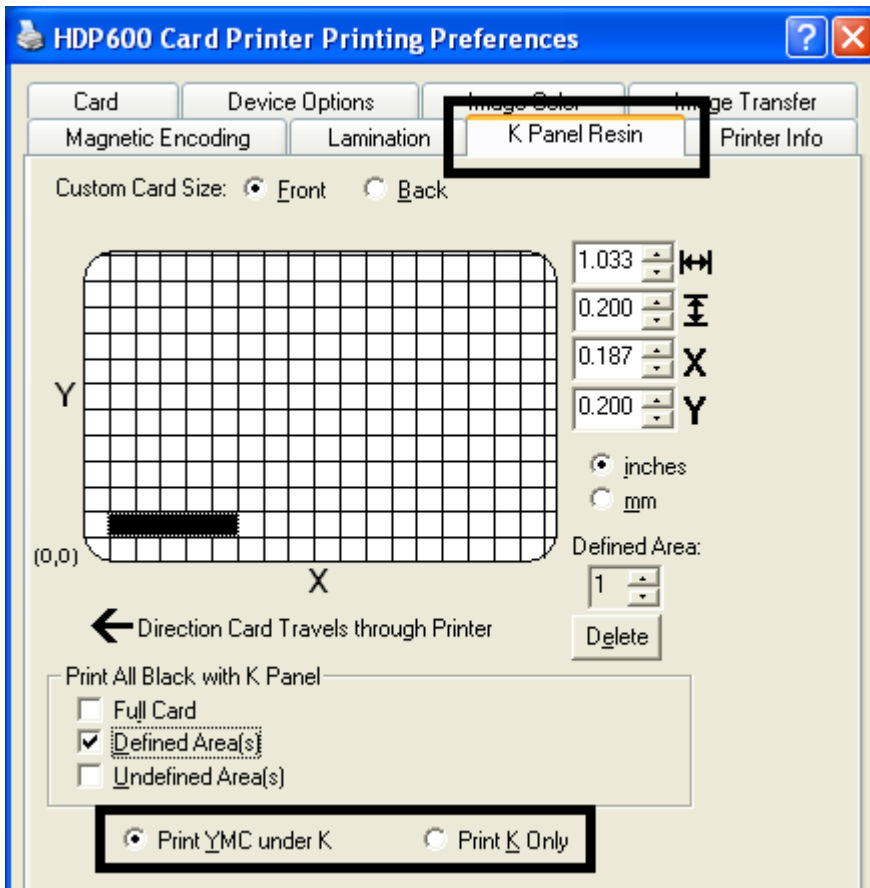 HDP600 Card Printer Printing Preferences
Card Device Options Image Color Image Transfer
Magnetic Encoding Lamination K Panel Resin Printer Info
Custom Card Size: Front Back
1.033
0.200
0.187 X
0.200 Y
Y
inches
mm
(0,0)
X
Defined Area:
1
Direction Card Travels through Printer
Delete
Print All Black with K Panel
Full Card
Defined Area(s)
Undefined Area(s)
Print YMC under K Print K Only